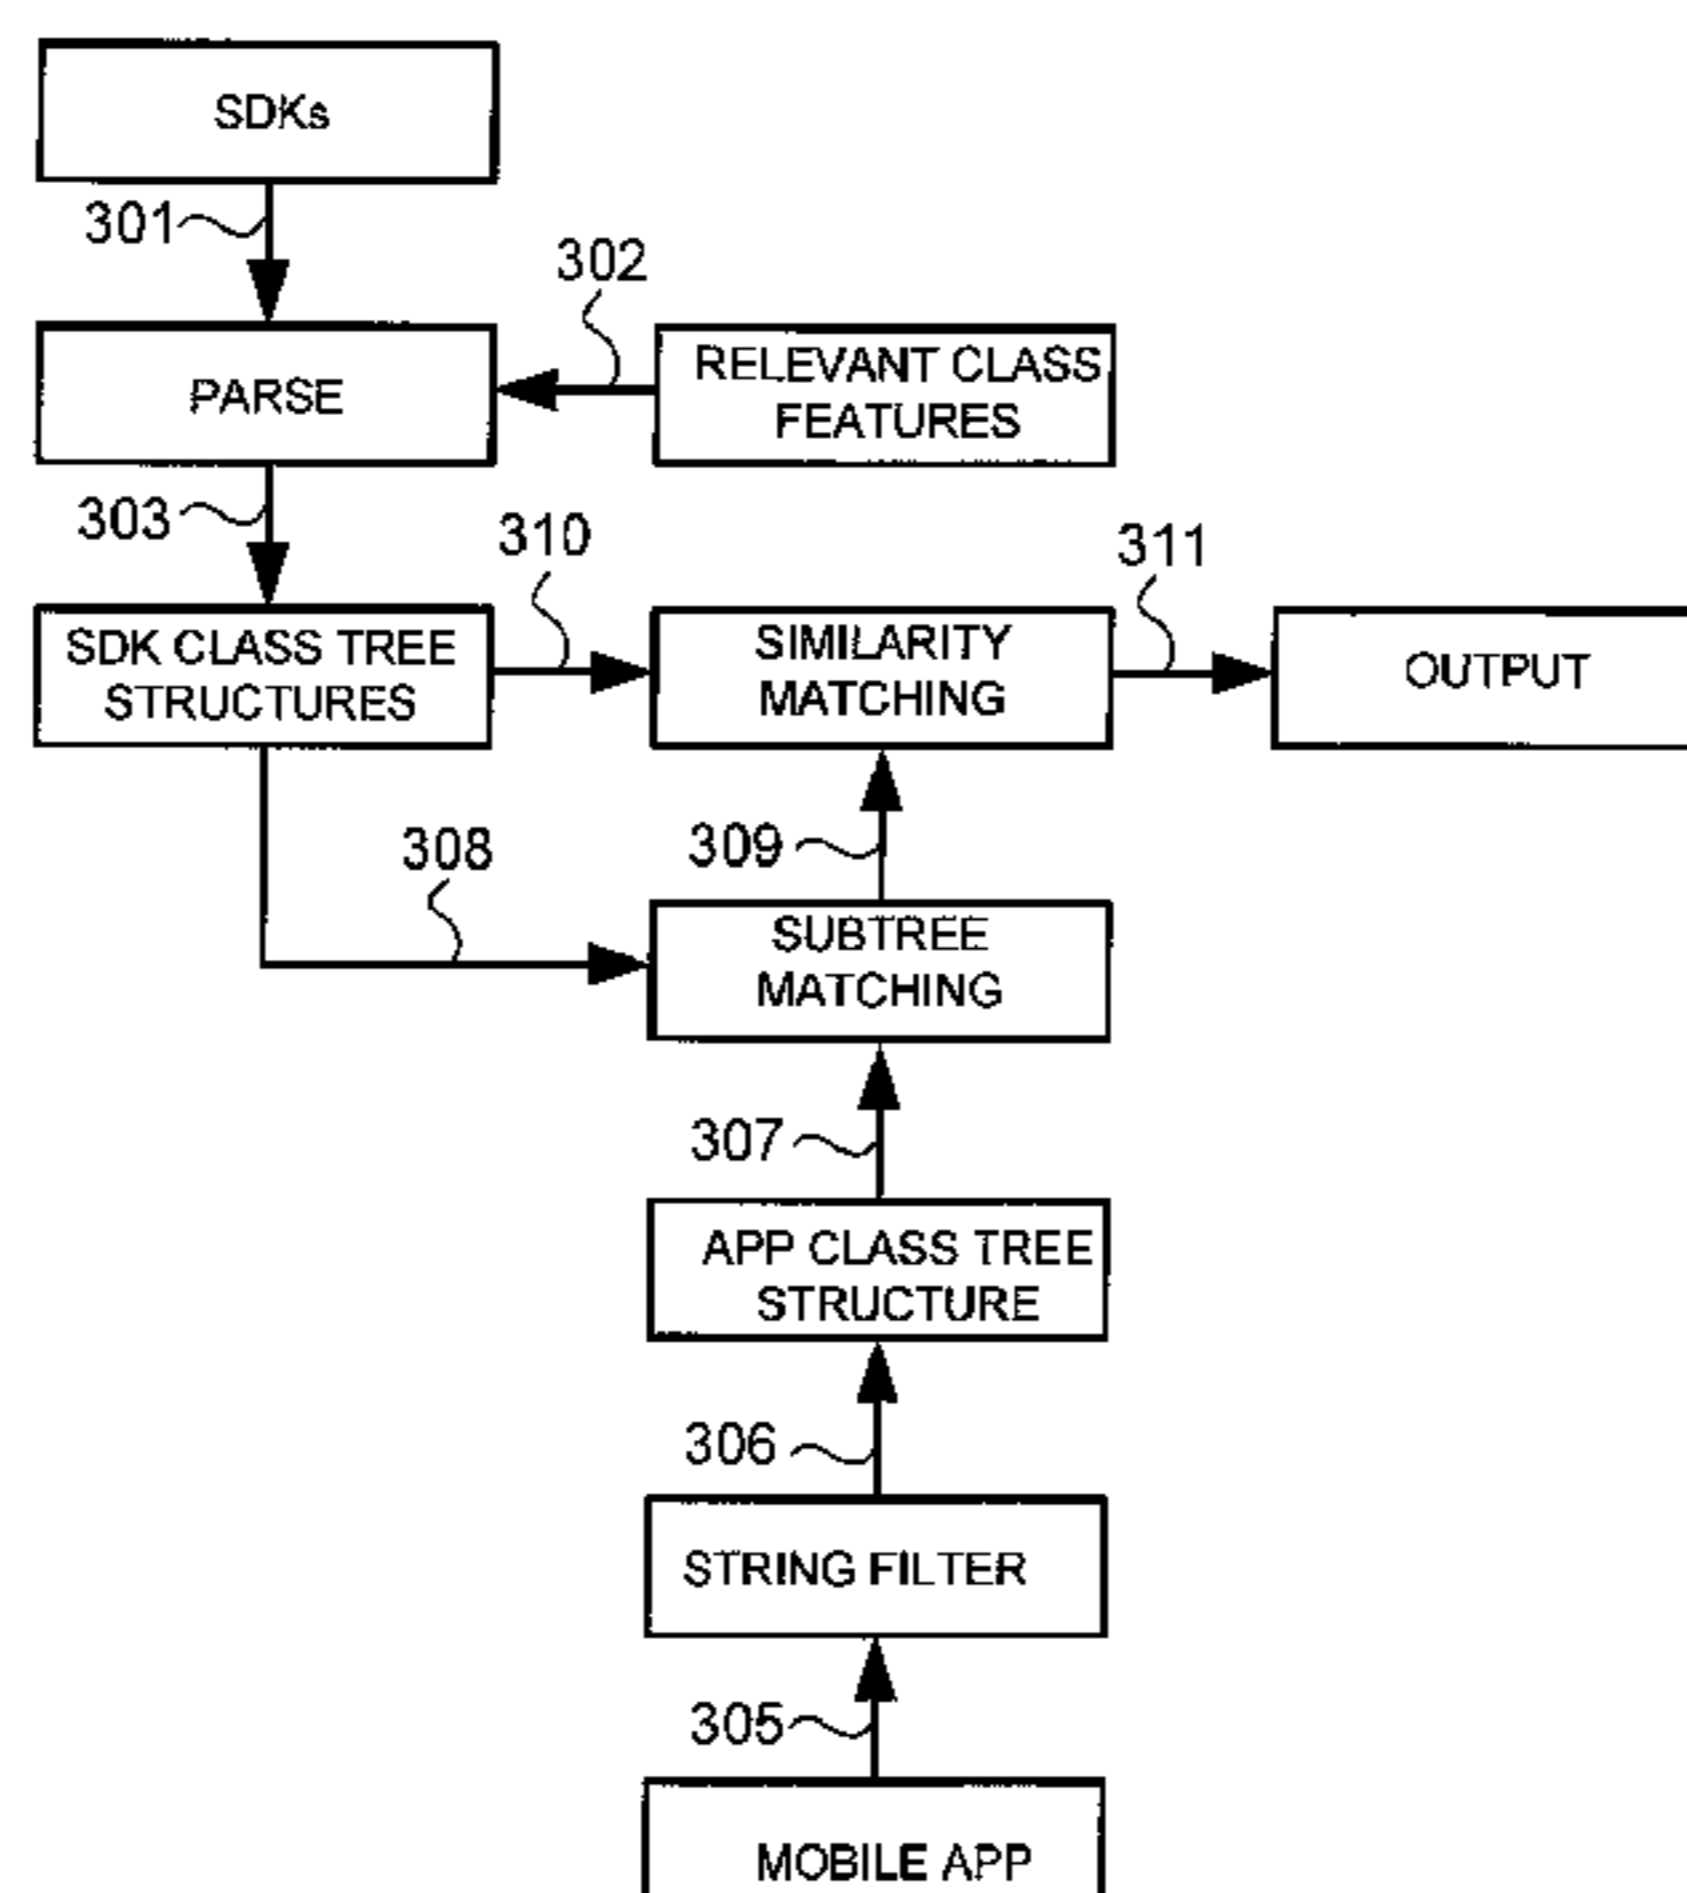 SDKs
301
302
PARSE
RELEVANT CLASS
FEATURES
303
310
311
SDK CLASS TREE
STRUCTURES
SIMILARITY
MATCHING
OUTPUT
308
309
SUBTREE
MATCHING
307
APP CLASS TREE
STRUCTURE
306
STRING FILTER
305
MOBILE APP